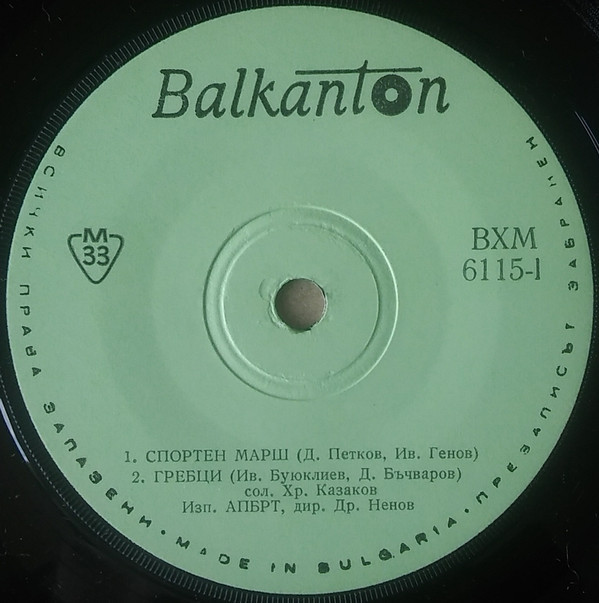 Balkanton
ВСИЧКИ ПРАВА ЗАПАЗЕНИ · MADE IN BULGARIA · ПРЕЗАПИСЪТ ЗАБРАНЕН
М
33
ВХМ
6115-I
1. СПОРТЕН МАРШ (Д. Петков, Ив. Генов)
2. ГРЕБЦИ (Ив. Буюклиев, Д. Бъчваров)
сол. Хр. Казаков
Изп. АПБРТ, дир. Др. Ненов